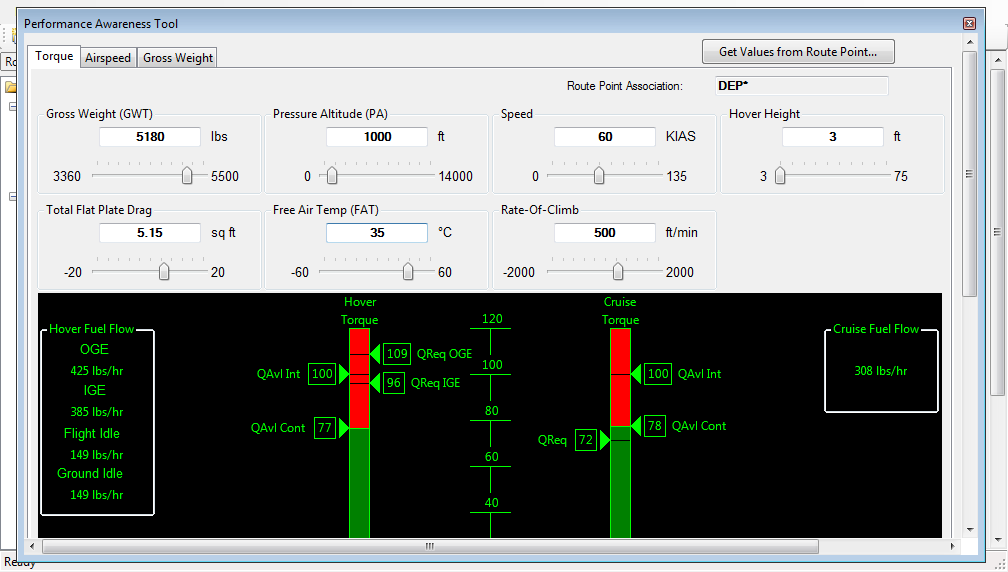 Performance Awareness Tool
Torque Airspeed Gross Weight
Get Values from Route Point...
Route Point Association: DEP*
Gross Weight (GWT)
5180 lbs
3360 5500
Pressure Altitude (PA)
1000 ft
0 14000
Speed
60 KIAS
0 135
Hover Height
3 ft
3 75
Total Flat Plate Drag
5.15 sq ft
-20 20
Free Air Temp (FAT)
35 °C
-60 60
Rate-Of-Climb
500 ft/min
-2000 2000
Hover Fuel Flow
OGE
425 lbs/hr
IGE
385 lbs/hr
Flight Idle
149 lbs/hr
Ground Idle
149 lbs/hr
Hover
Torque
109 QReq OGE
QAvl Int 100
96 QReq IGE
QAvl Cont 77
120
100
80
60
40
Cruise
Torque
100 QAvl Int
78 QAvl Cont
QReq 72
Cruise Fuel Flow
308 lbs/hr